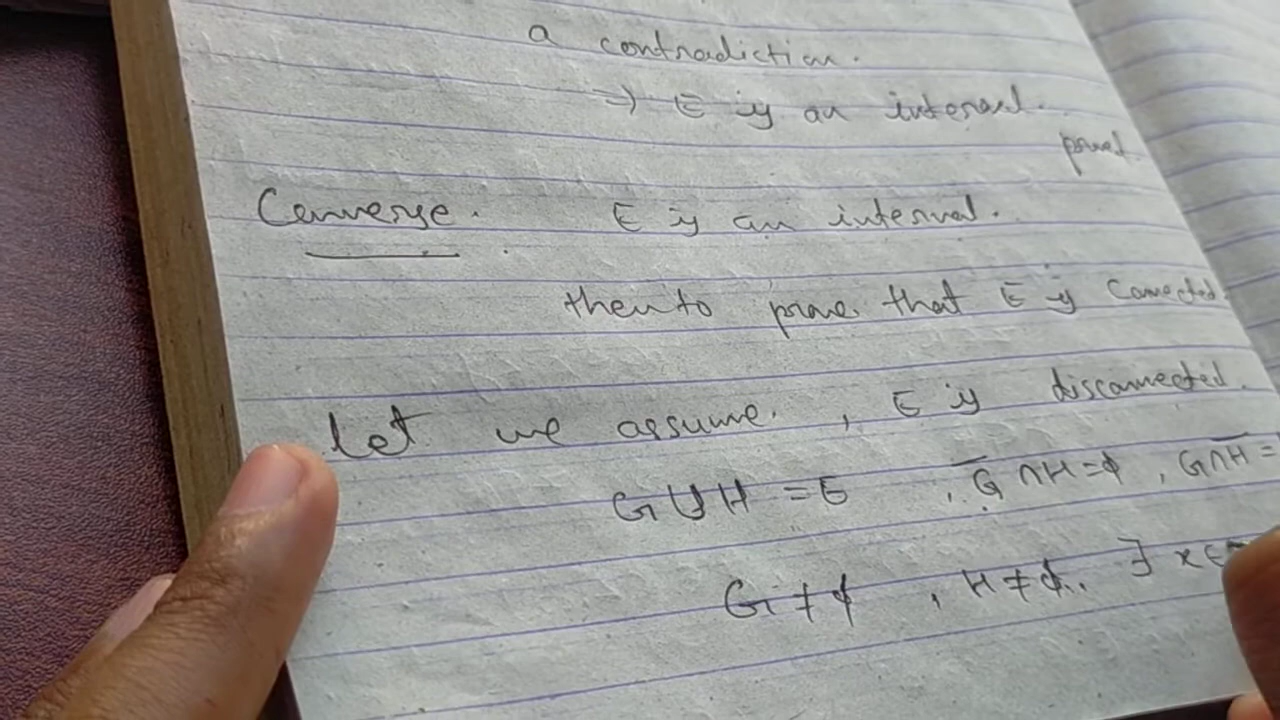 a contradiction.
=) E is an interval.
proved.
Converse. E is an interval.
then to prove that E is connected.
let we assume. , E is disconnected.
G ∪ H = E , G̅ ∩ H = ϕ , G ∩ H̅ =
G ≠ ϕ , H ≠ ϕ.. ∃ x ∈